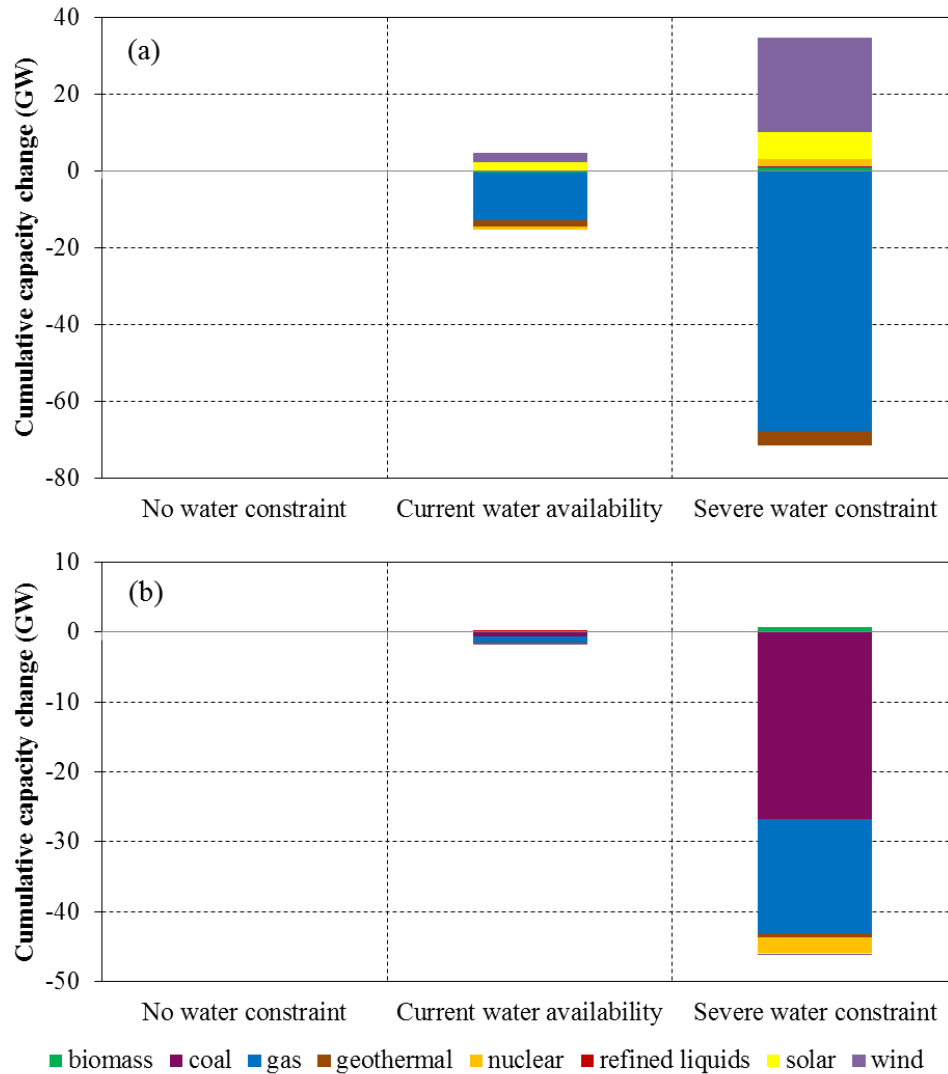 40
(a)
20
0
-20
-40
-60
-80
Cumulative capacity change (GW)
No water constraint Current water availability Severe water constraint
10
(b)
0
-10
-20
-30
-40
-50
Cumulative capacity change (GW)
No water constraint Current water availability Severe water constraint
biomass coal gas geothermal nuclear refined liquids solar wind